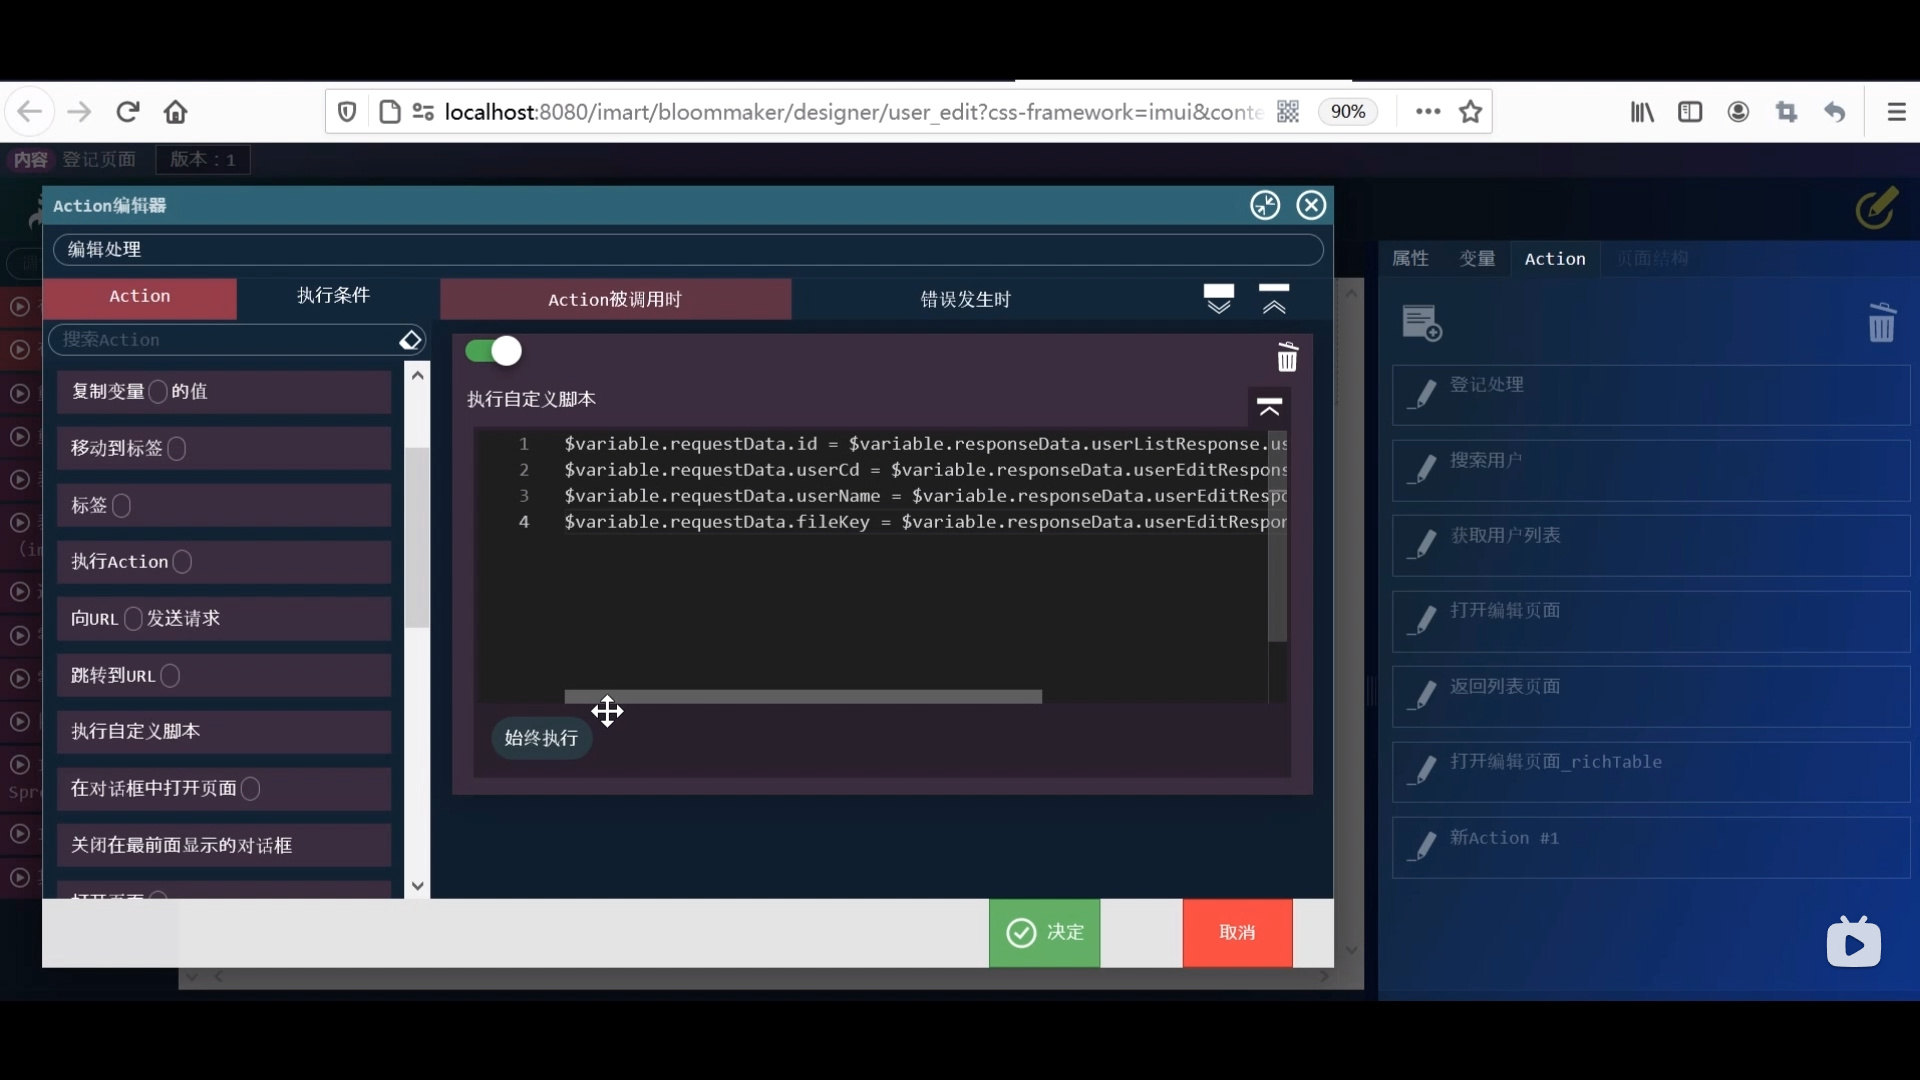 localhost:8080/imart/bloommaker/designer/user_edit?css-framework=imui&conte
90%
内容 登记页面 版本：1
Action编辑器
编辑处理
Action 执行条件 Action被调用时 错误发生时
搜索Action
复制变量 的值
移动到标签
标签
执行Action
向URL 发送请求
跳转到URL
执行自定义脚本
在对话框中打开页面
关闭在最前面显示的对话框
执行自定义脚本
1 $variable.requestData.id = $variable.responseData.userListResponse.us
2 $variable.requestData.userCd = $variable.responseData.userEditRespons
3 $variable.requestData.userName = $variable.responseData.userEditRespo
4 $variable.requestData.fileKey = $variable.responseData.userEditRespon
始终执行
决定 取消
属性 变量 Action 页面结构
登记处理
搜索用户
获取用户列表
打开编辑页面
返回列表页面
打开编辑页面_richTable
新Action #1